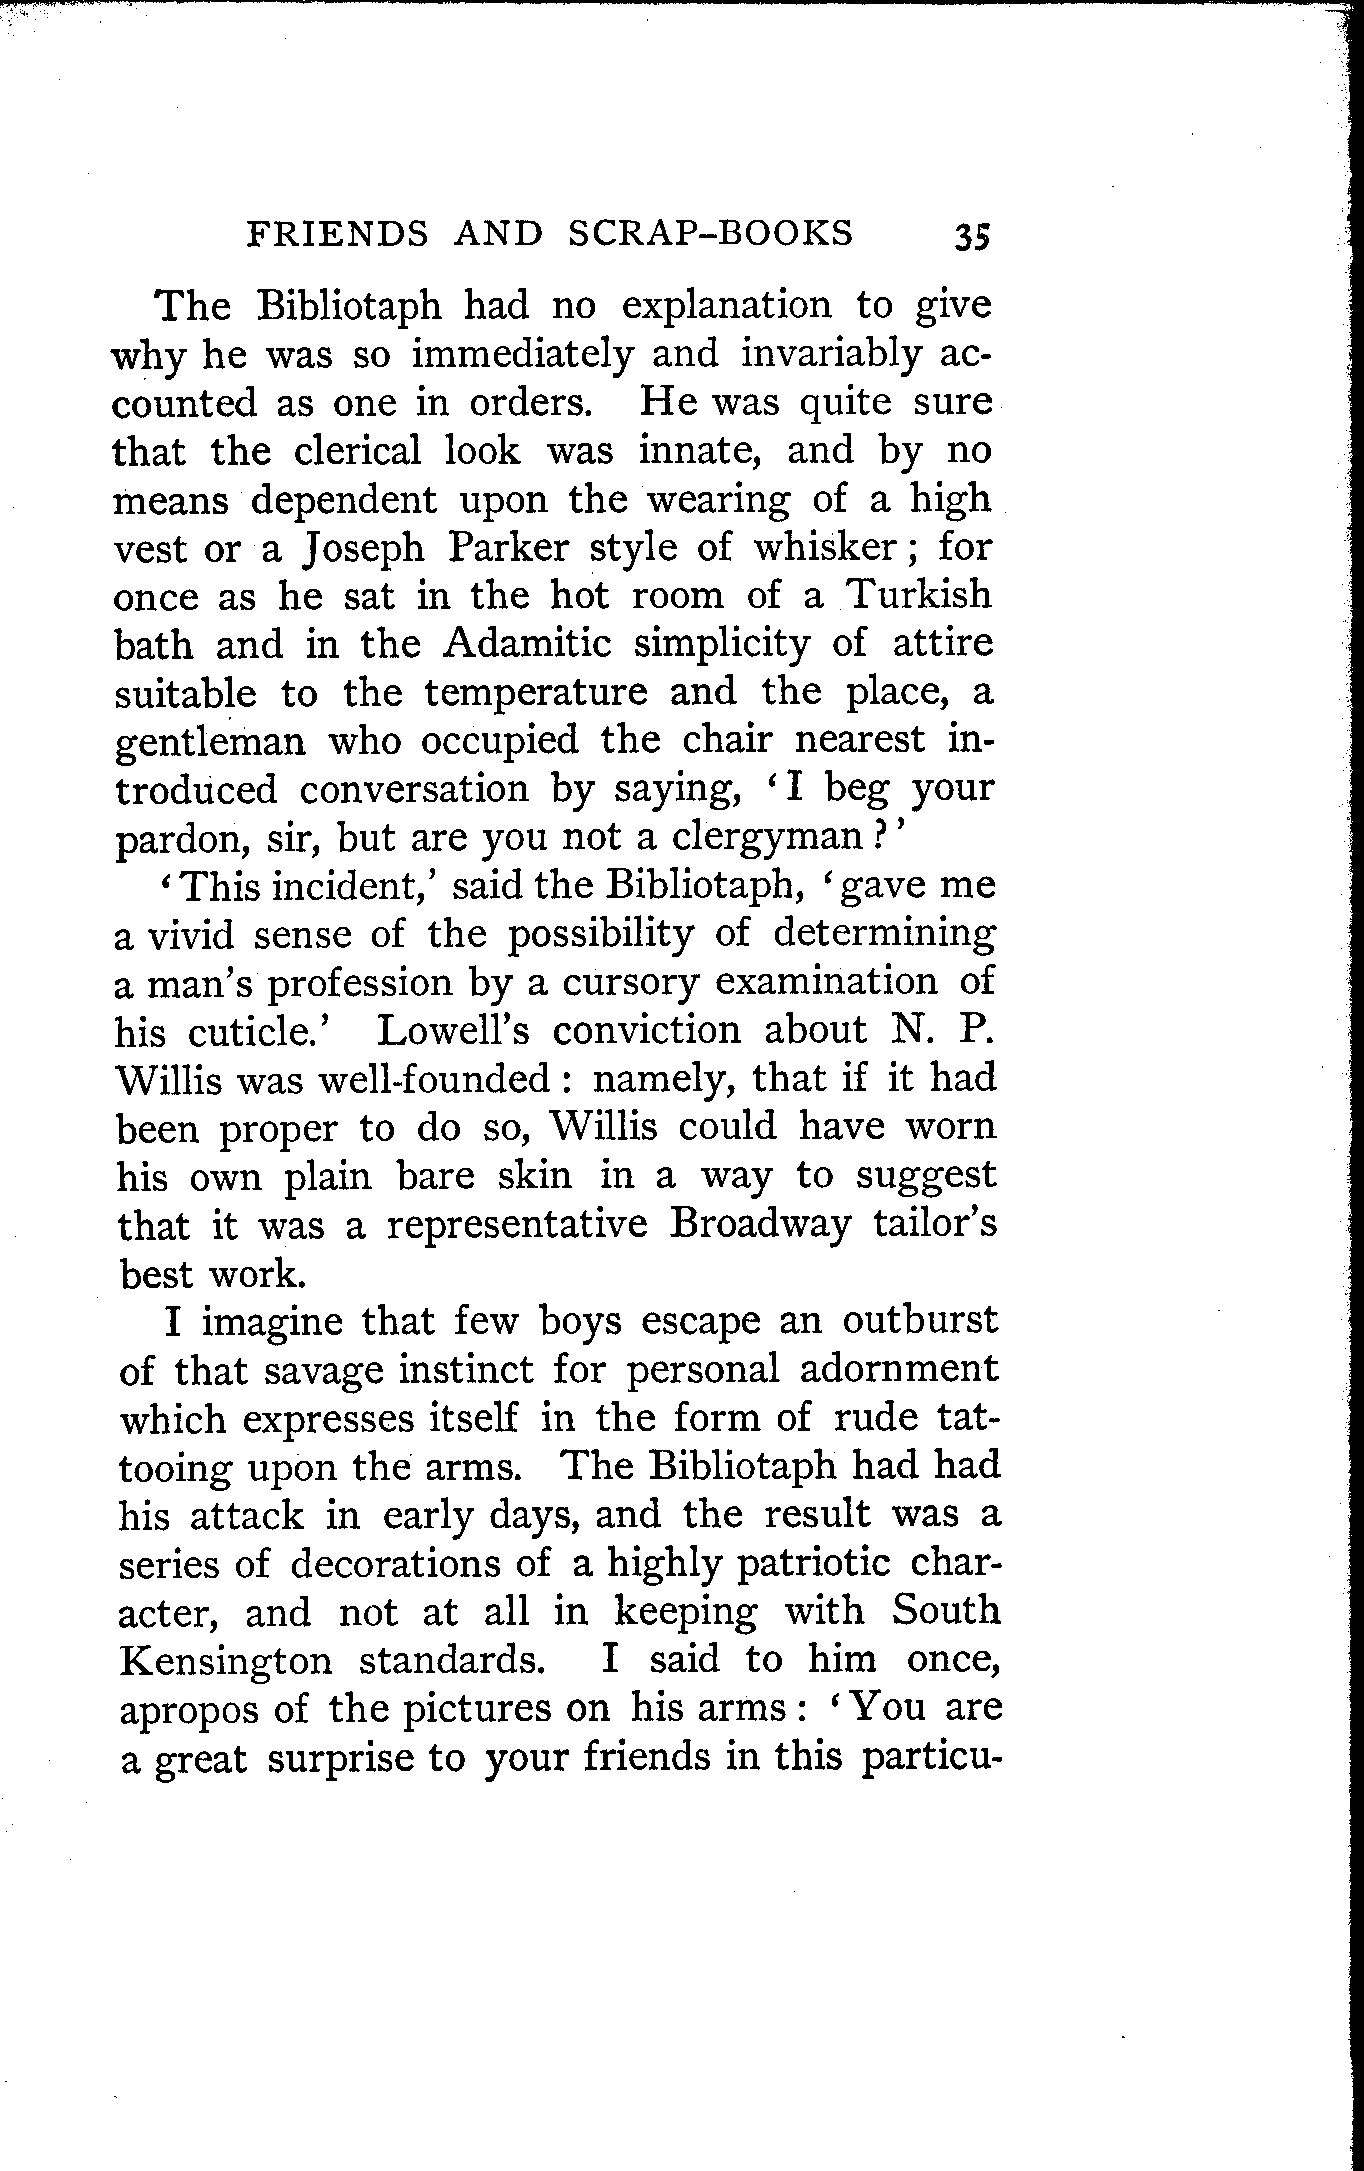 FRIENDS AND SCRAP-BOOKS 35
The Bibliotaph had no explanation to give
why he was so immediately and invariably ac-
counted as one in orders. He was quite sure
that the clerical look was innate, and by no
means dependent upon the wearing of a high
vest or a Joseph Parker style of whisker ; for
once as he sat in the hot room of a Turkish
bath and in the Adamitic simplicity of attire
suitable to the temperature and the place, a
gentleman who occupied the chair nearest in-
troduced conversation by saying, ‘ I beg your
pardon, sir, but are you not a clergyman ? ’
‘ This incident,’ said the Bibliotaph, ‘ gave me
a vivid sense of the possibility of determining
a man’s profession by a cursory examination of
his cuticle.’ Lowell’s conviction about N. P.
Willis was well-founded : namely, that if it had
been proper to do so, Willis could have worn
his own plain bare skin in a way to suggest
that it was a representative Broadway tailor’s
best work.
I imagine that few boys escape an outburst
of that savage instinct for personal adornment
which expresses itself in the form of rude tat-
tooing upon the arms. The Bibliotaph had had
his attack in early days, and the result was a
series of decorations of a highly patriotic char-
acter, and not at all in keeping with South
Kensington standards. I said to him once,
apropos of the pictures on his arms : ‘ You are
a great surprise to your friends in this particu-